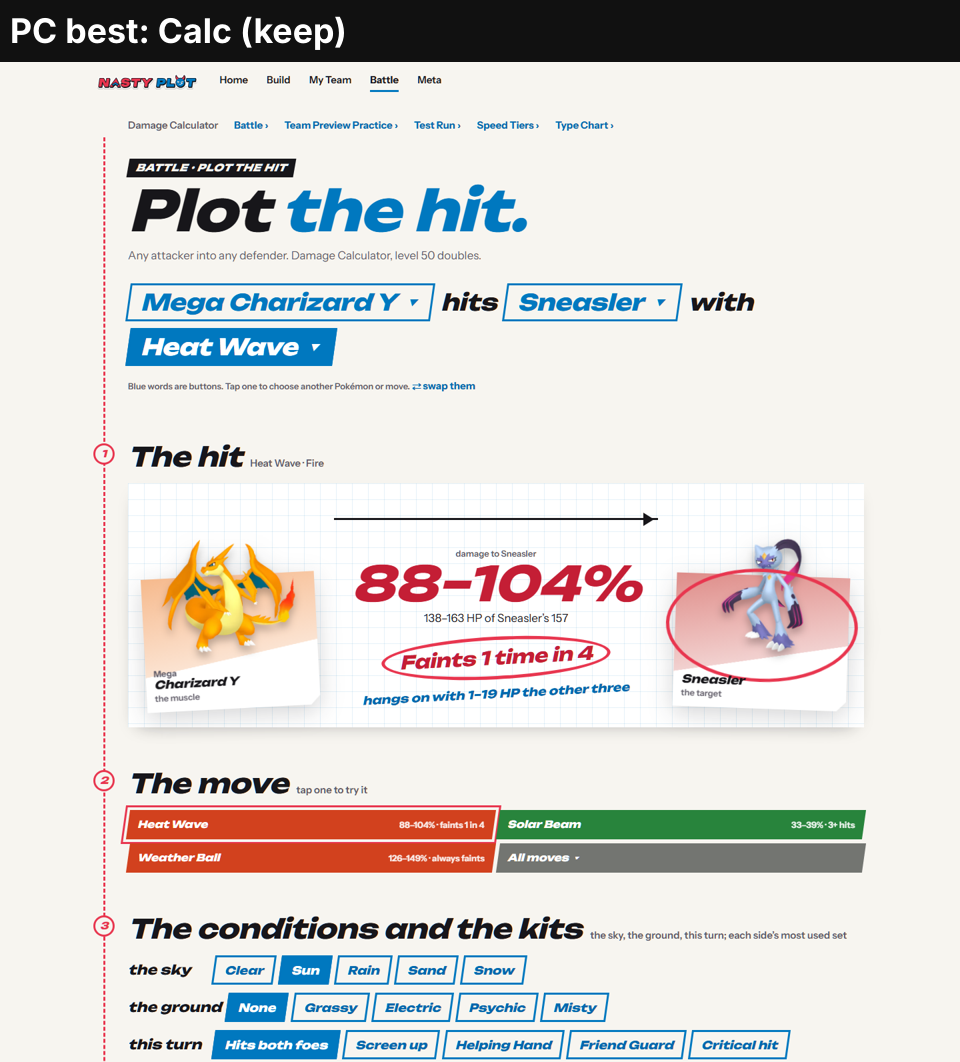 PC best: Calc (keep)
NASTY PLOT Home Build My Team Battle Meta
Damage Calculator Battle › Team Preview Practice › Test Run › Speed Tiers › Type Chart ›
BATTLE · PLOT THE HIT
Plot the hit.
Any attacker into any defender. Damage Calculator, level 50 doubles.
Mega Charizard Y ▾ hits Sneasler ▾ with
Heat Wave ▾
Blue words are buttons. Tap one to choose another Pokémon or move. ⇄ swap them
1 The hit Heat Wave · Fire
damage to Sneasler
88–104%
138–163 HP of Sneasler's 157
Faints 1 time in 4
hangs on with 1–19 HP the other three
Mega
Charizard Y
the muscle
Sneasler
the target
2 The move tap one to try it
Heat Wave 88–104% · faints 1 in 4 Solar Beam 33–39% · 3+ hits
Weather Ball 126–149% · always faints All moves ▾
3 The conditions and the kits the sky, the ground, this turn; each side's most used set
the sky Clear Sun Rain Sand Snow
the ground None Grassy Electric Psychic Misty
this turn Hits both foes Screen up Helping Hand Friend Guard Critical hit